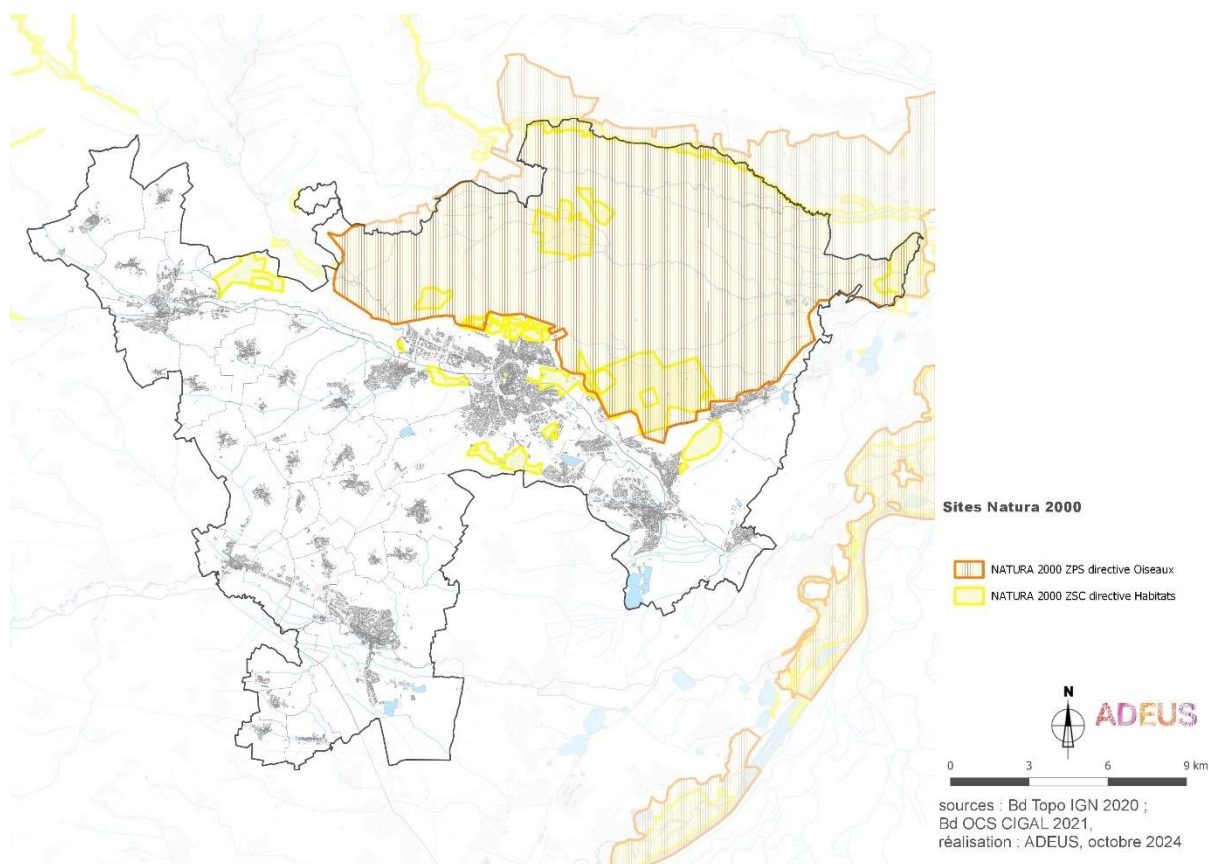 Sites Natura 2000
NATURA 2000 ZPS directive Oiseaux
NATURA 2000 ZSC directive Habitats
N
ADEUS
0 3 6 9 km
sources : Bd Topo IGN 2020 ;
Bd OCS CIGAL 2021,
réalisation : ADEUS, octobre 2024